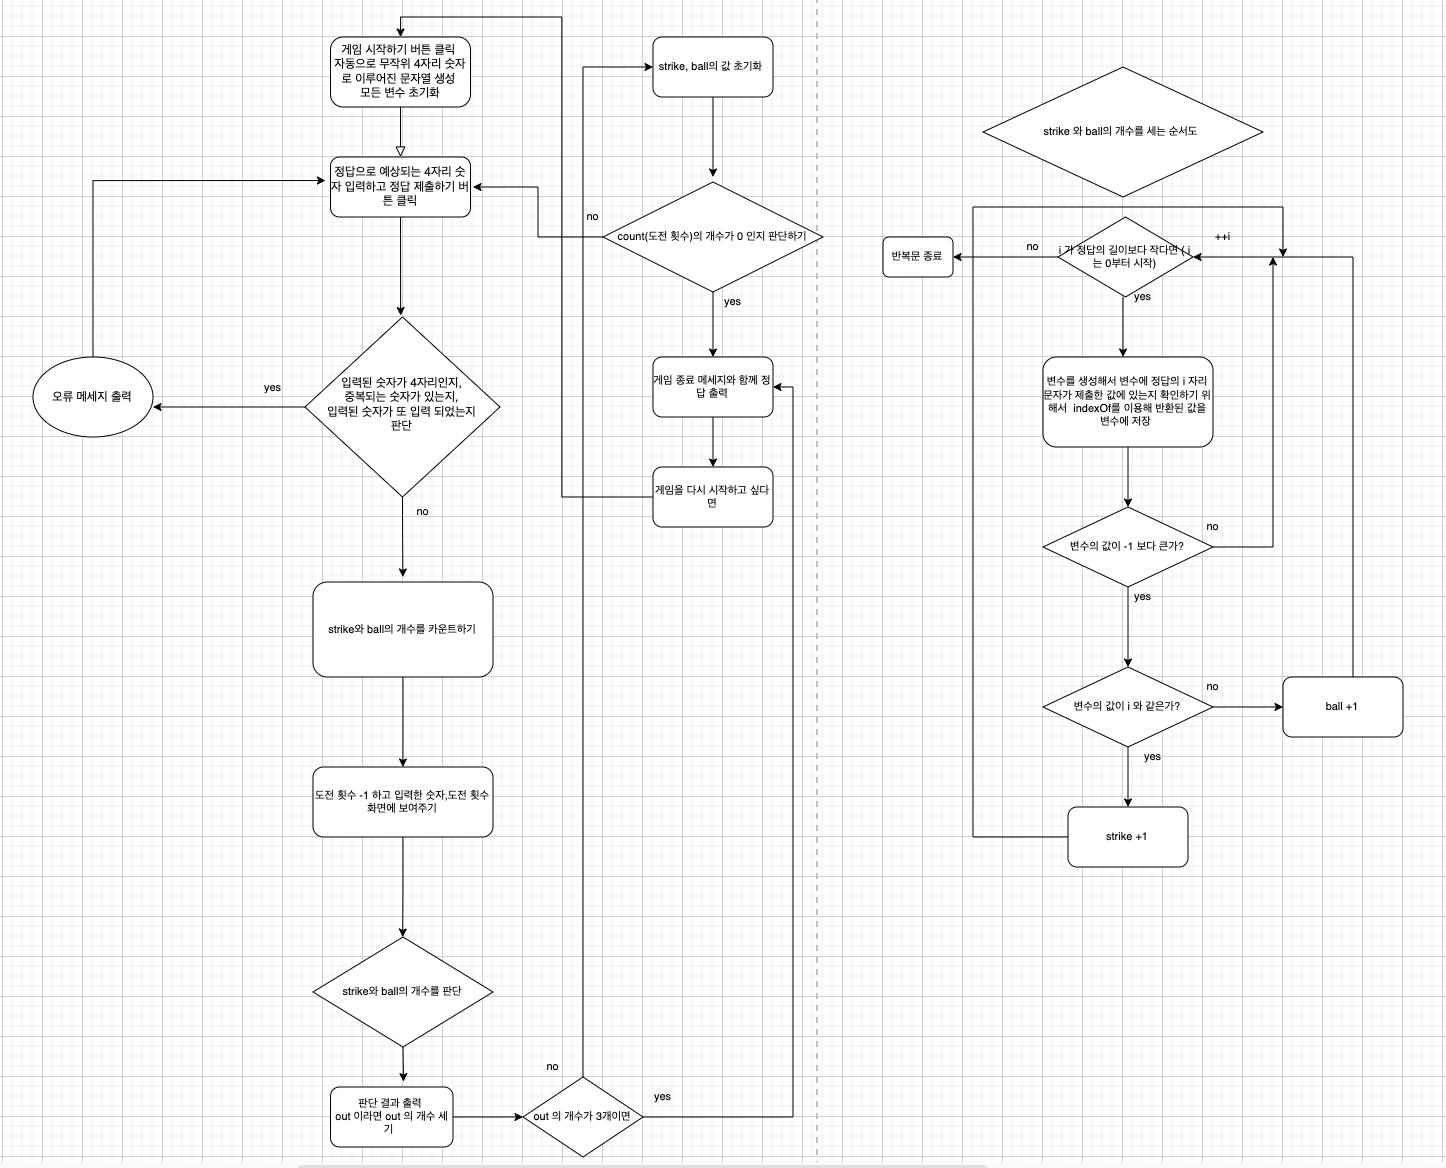 게임 시작하기 버튼 클릭
자동으로 무작위 4자리 숫자
로 이루어진 문자열 생성
모든 변수 초기화
정답으로 예상되는 4자리 숫
자 입력하고 정답 제출하기 버
튼 클릭
오류 메세지 출력
yes
입력된 숫자가 4자리인지,
중복되는 숫자가 있는지,
입력된 숫자가 또 입력 되었는지
판단
no
strike와 ball의 개수를 카운트하기
도전 횟수 -1 하고 입력한 숫자,도전 횟수
화면에 보여주기
strike와 ball의 개수를 판단
판단 결과 출력
out 이라면 out 의 개수 세
기
no
out 의 개수가 3개이면
yes
strike, ball의 값 초기화
no
count(도전 횟수)의 개수가 0 인지 판단하기
yes
게임 종료 메세지와 함께 정
답 출력
게임을 다시 시작하고 싶다
면
strike 와 ball의 개수를 세는 순서도
++i
반복문 종료
no
i 가 정답의 길이보다 작다면 ( i
는 0부터 시작)
yes
변수를 생성해서 변수에 정답의 i 자리
문자가 제출한 값에 있는지 확인하기 위
해서 indexOf를 이용해 반환된 값을
변수에 저장
변수의 값이 -1 보다 큰가?
no
yes
변수의 값이 i 와 같은가?
no
ball +1
yes
strike +1